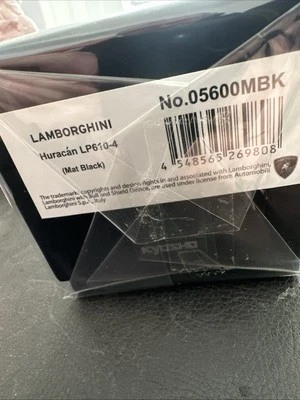 No.05600MBK
LAMBORGHINI
Huracán LP610-4
(Mat Black)
4 548565 269808
The trademark, copyrights and design rights in and associated with Lamborghini,
Lamborghini with Bull and Shield Device, are used under license from Automobili
Lamborghini S.p.A. Italy